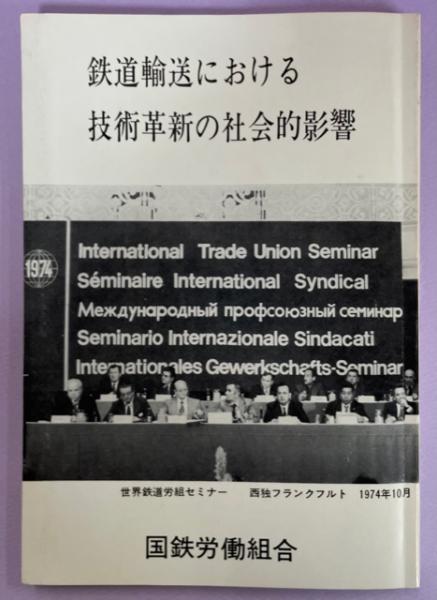 鉄道輸送における
技術革新の社会的影響
1974
International Trade Union Seminar
Séminaire International Syndical
Международный профсоюзный семинар
Seminario Internazionale Sindacati
Internationales Gewerkschafts-Seminar
世界鉄道労組セミナー 西独フランクフルト 1974年10月
国鉄労働組合